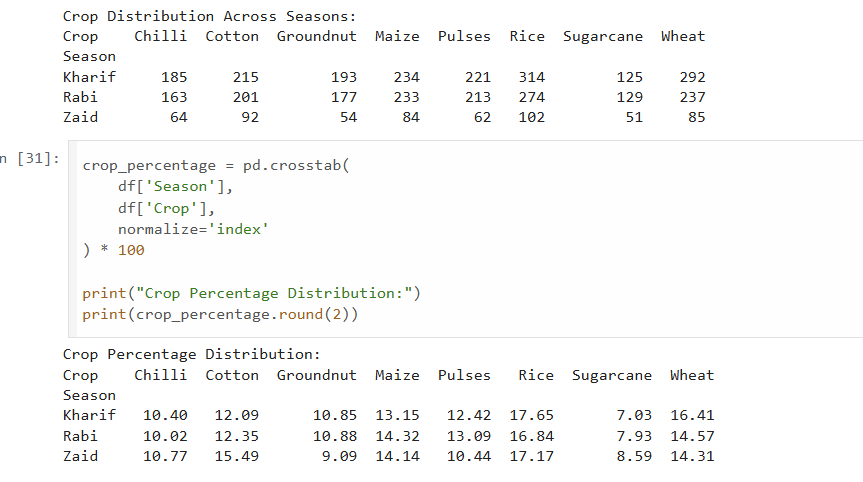 Crop Distribution Across Seasons:
Crop    Chilli  Cotton  Groundnut  Maize  Pulses  Rice  Sugarcane  Wheat
Season
Kharif     185     215        193    234     221   314        125    292
Rabi       163     201        177    233     213   274        129    237
Zaid        64      92         54     84      62   102         51     85
n [31]:
crop_percentage = pd.crosstab(
    df['Season'],
    df['Crop'],
    normalize='index'
) * 100
print("Crop Percentage Distribution:")
print(crop_percentage.round(2))
Crop Percentage Distribution:
Crop    Chilli  Cotton  Groundnut  Maize  Pulses   Rice  Sugarcane  Wheat
Season
Kharif   10.40   12.09      10.85  13.15   12.42  17.65       7.03  16.41
Rabi     10.02   12.35      10.88  14.32   13.09  16.84       7.93  14.57
Zaid     10.77   15.49       9.09  14.14   10.44  17.17       8.59  14.31